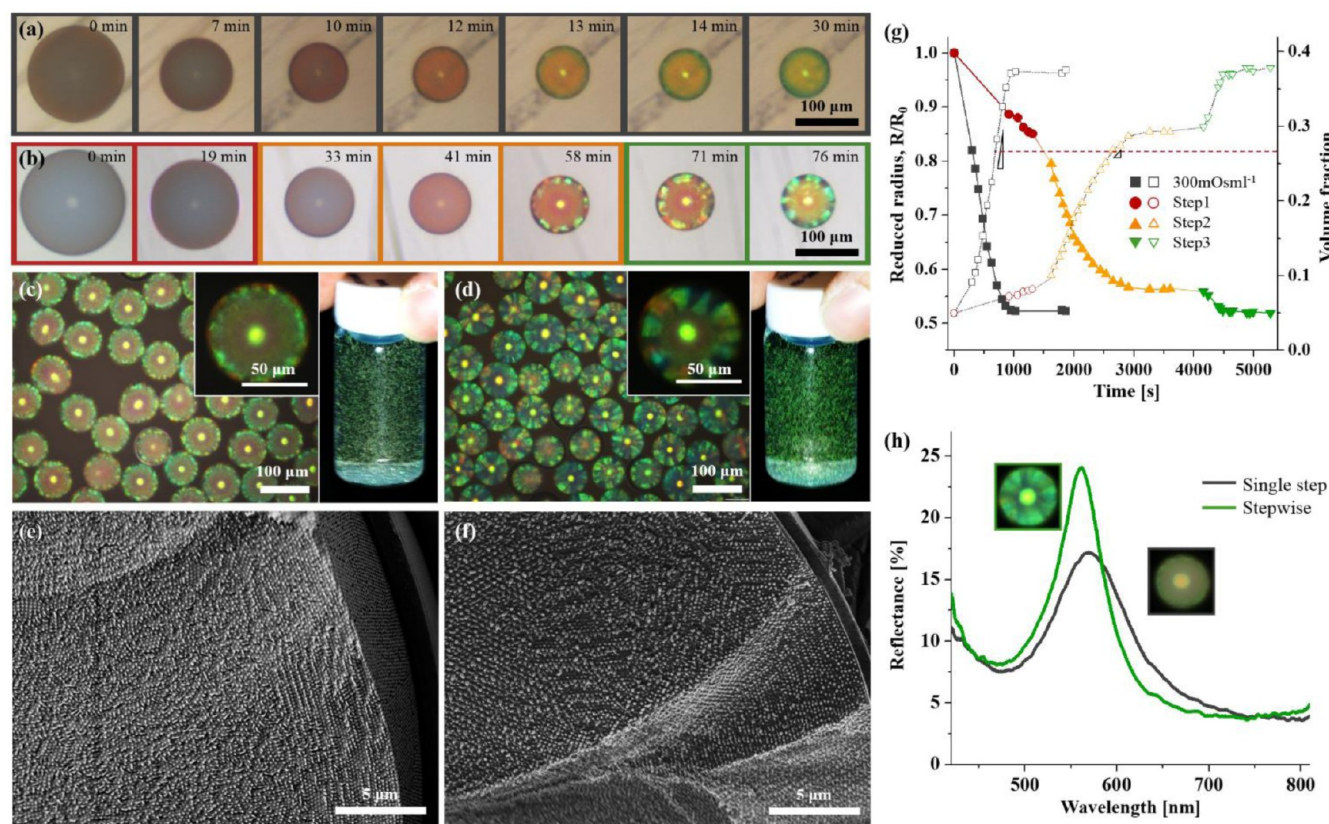 (a)
0 min
7 min
10 min
12 min
13 min
14 min
30 min
100 μm
(b)
0 min
19 min
33 min
41 min
58 min
71 min
76 min
100 μm
(c)
50 μm
100 μm
(d)
50 μm
100 μm
(e)
5 μm
(f)
5 μm
(g)
1.0
0.9
0.8
0.7
0.6
0.5
Reduced radius, R/R0
0.4
0.3
0.2
0.1
0.0
Volume fraction
300mOsml-1
Step1
Step2
Step3
0
1000
2000
3000
4000
5000
Time [s]
(h)
Single step
Stepwise
25
20
15
10
5
0
Reflectance [%]
500
600
700
800
Wavelength [nm]